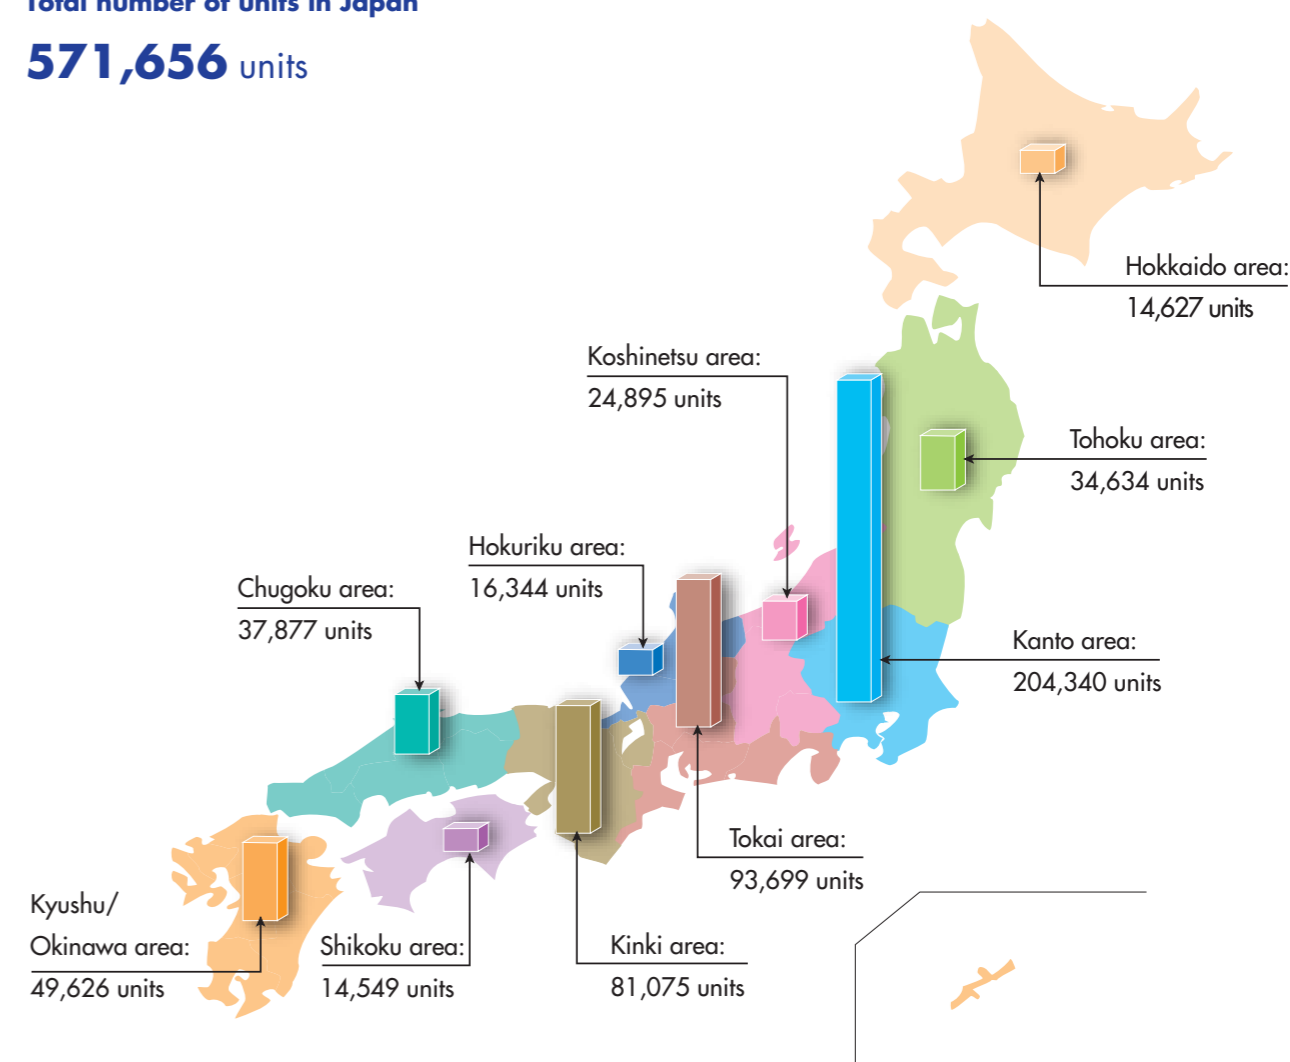 Total number of units in Japan
571,656 units
Hokkaido area:
14,627 units
Koshinetsu area:
24,895 units
Tohoku area:
34,634 units
Hokuriku area:
16,344 units
Chugoku area:
37,877 units
Kanto area:
204,340 units
Tokai area:
93,699 units
Kyushu/
Okinawa area:
49,626 units
Shikoku area:
14,549 units
Kinki area:
81,075 units